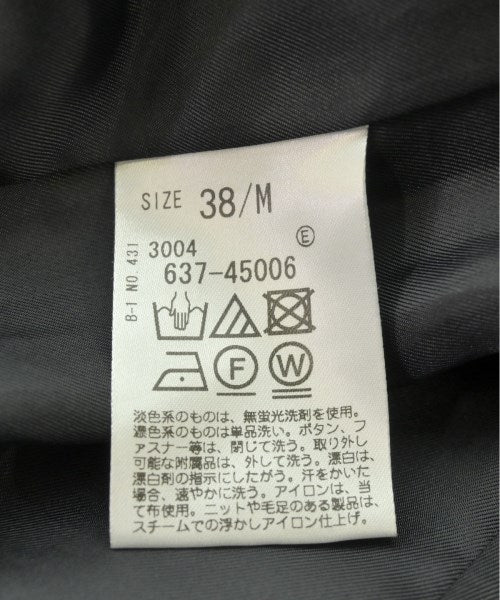 SIZE 38/M
B-1 NO. 431
3004 E
637-45006
F W
淡色系のものは、無蛍光洗剤を使用。
濃色系のものは単品洗い。ボタン、フ
ァスナー等は、閉じて洗う。取り外し
可能な附属品は、外して洗う。漂白は、
漂白剤の指示にしたがう。汗をかいた
場合、速やかに洗う。アイロンは、当
て布使用。ニットや毛足のある製品は、
スチームでの浮かしアイロン仕上げ。